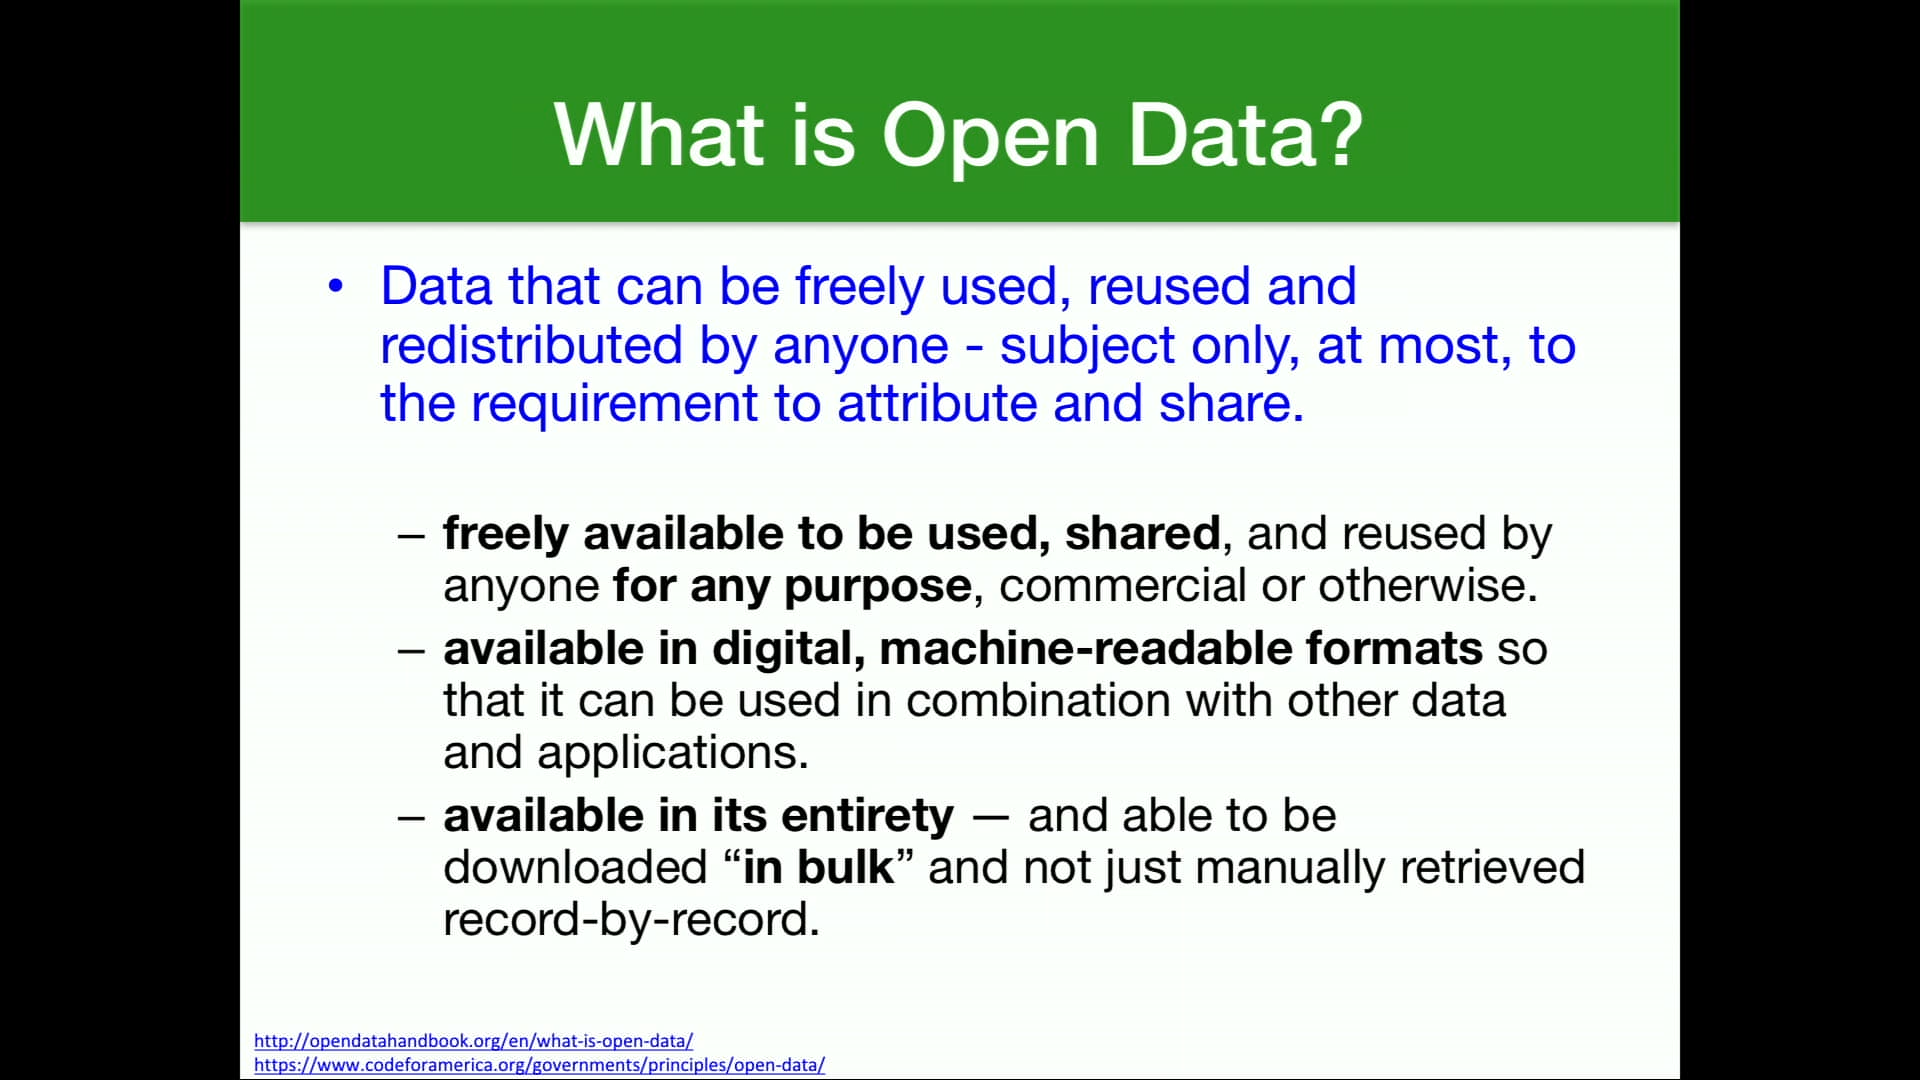 What is Open Data?
• Data that can be freely used, reused and
redistributed by anyone - subject only, at most, to
the requirement to attribute and share.
– freely available to be used, shared, and reused by
anyone for any purpose, commercial or otherwise.
– available in digital, machine-readable formats so
that it can be used in combination with other data
and applications.
– available in its entirety — and able to be
downloaded “in bulk” and not just manually retrieved
record-by-record.
http://opendatahandbook.org/en/what-is-open-data/
https://www.codeforamerica.org/governments/principles/open-data/